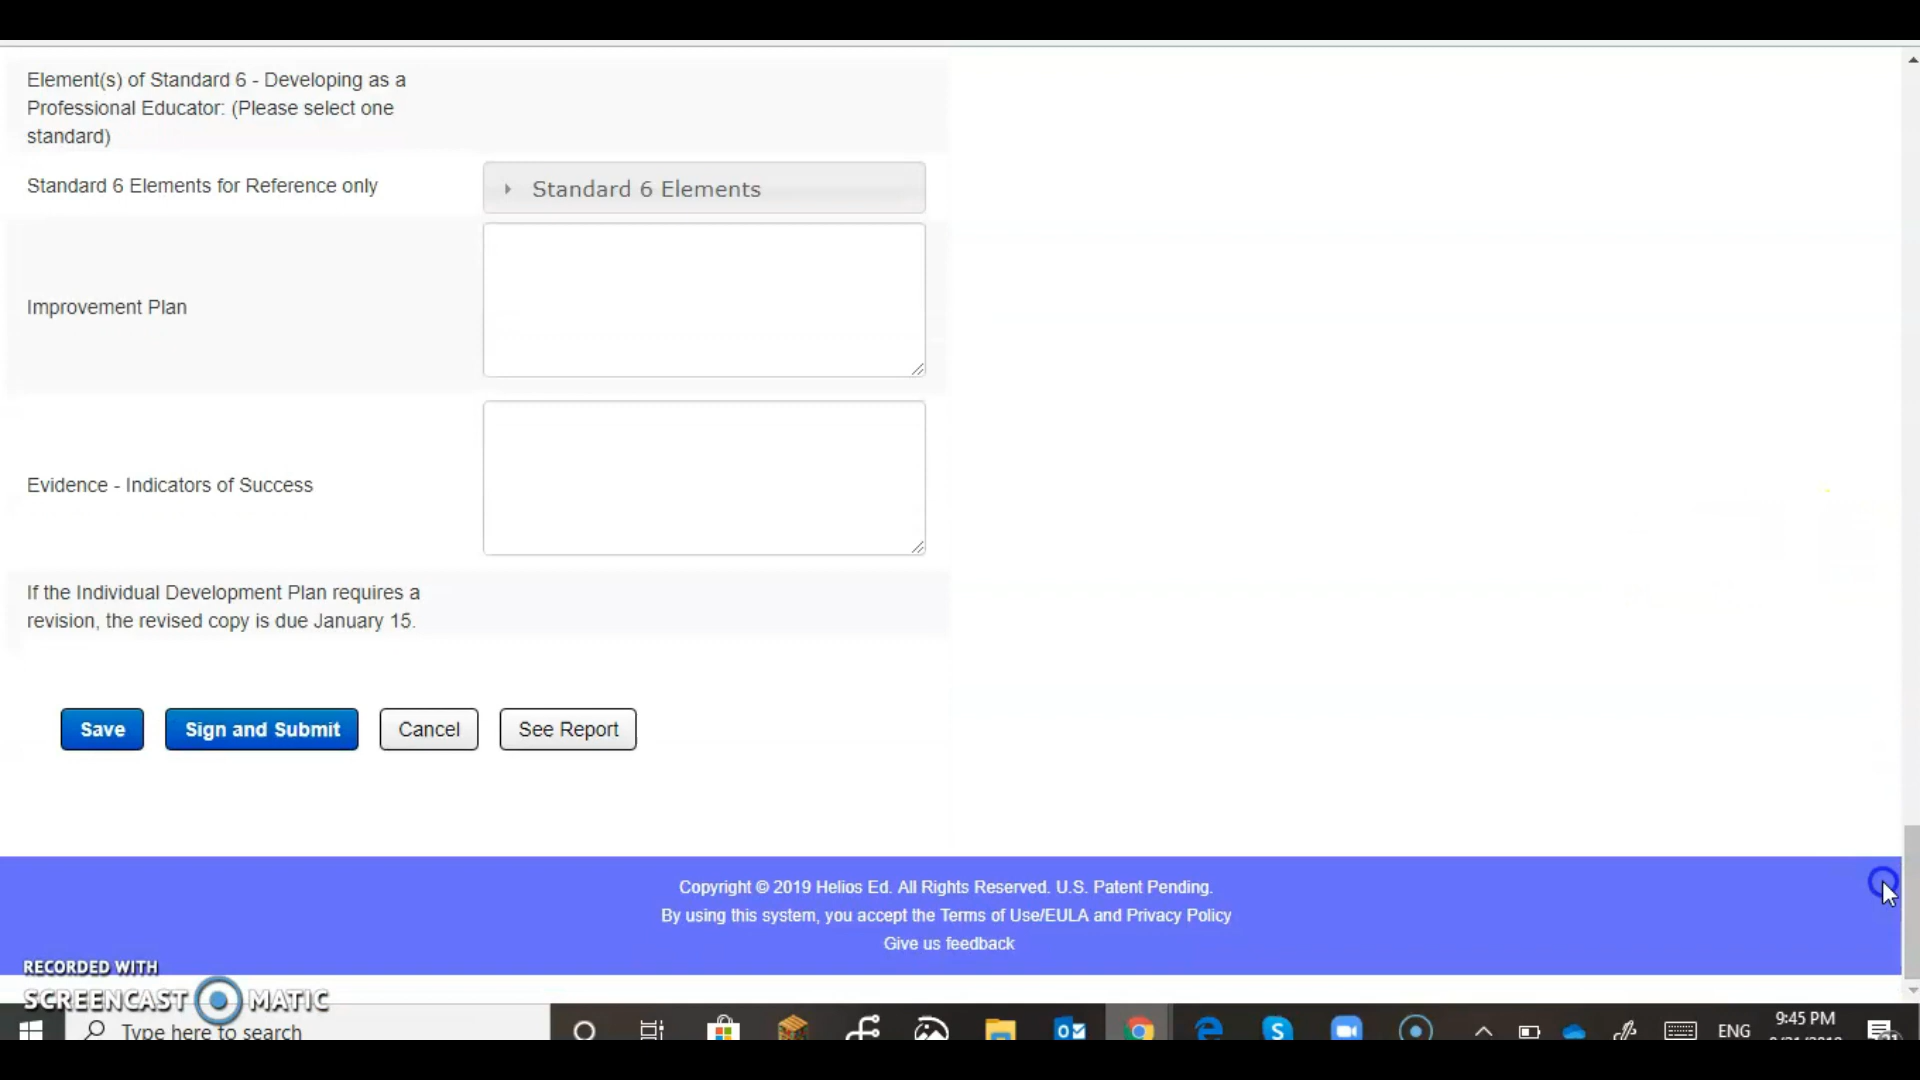 Element(s) of Standard 6 - Developing as a
Professional Educator: (Please select one
standard)
Standard 6 Elements for Reference only
Standard 6 Elements
Improvement Plan
Evidence - Indicators of Success
If the Individual Development Plan requires a
revision, the revised copy is due January 15.
Save
Sign and Submit
Cancel
See Report
Copyright © 2019 Helios Ed. All Rights Reserved. U.S. Patent Pending.
By using this system, you accept the Terms of Use/EULA and Privacy Policy
Give us feedback
RECORDED WITH
SCREENCAST MATIC
Type here to search
ENG
9:45 PM